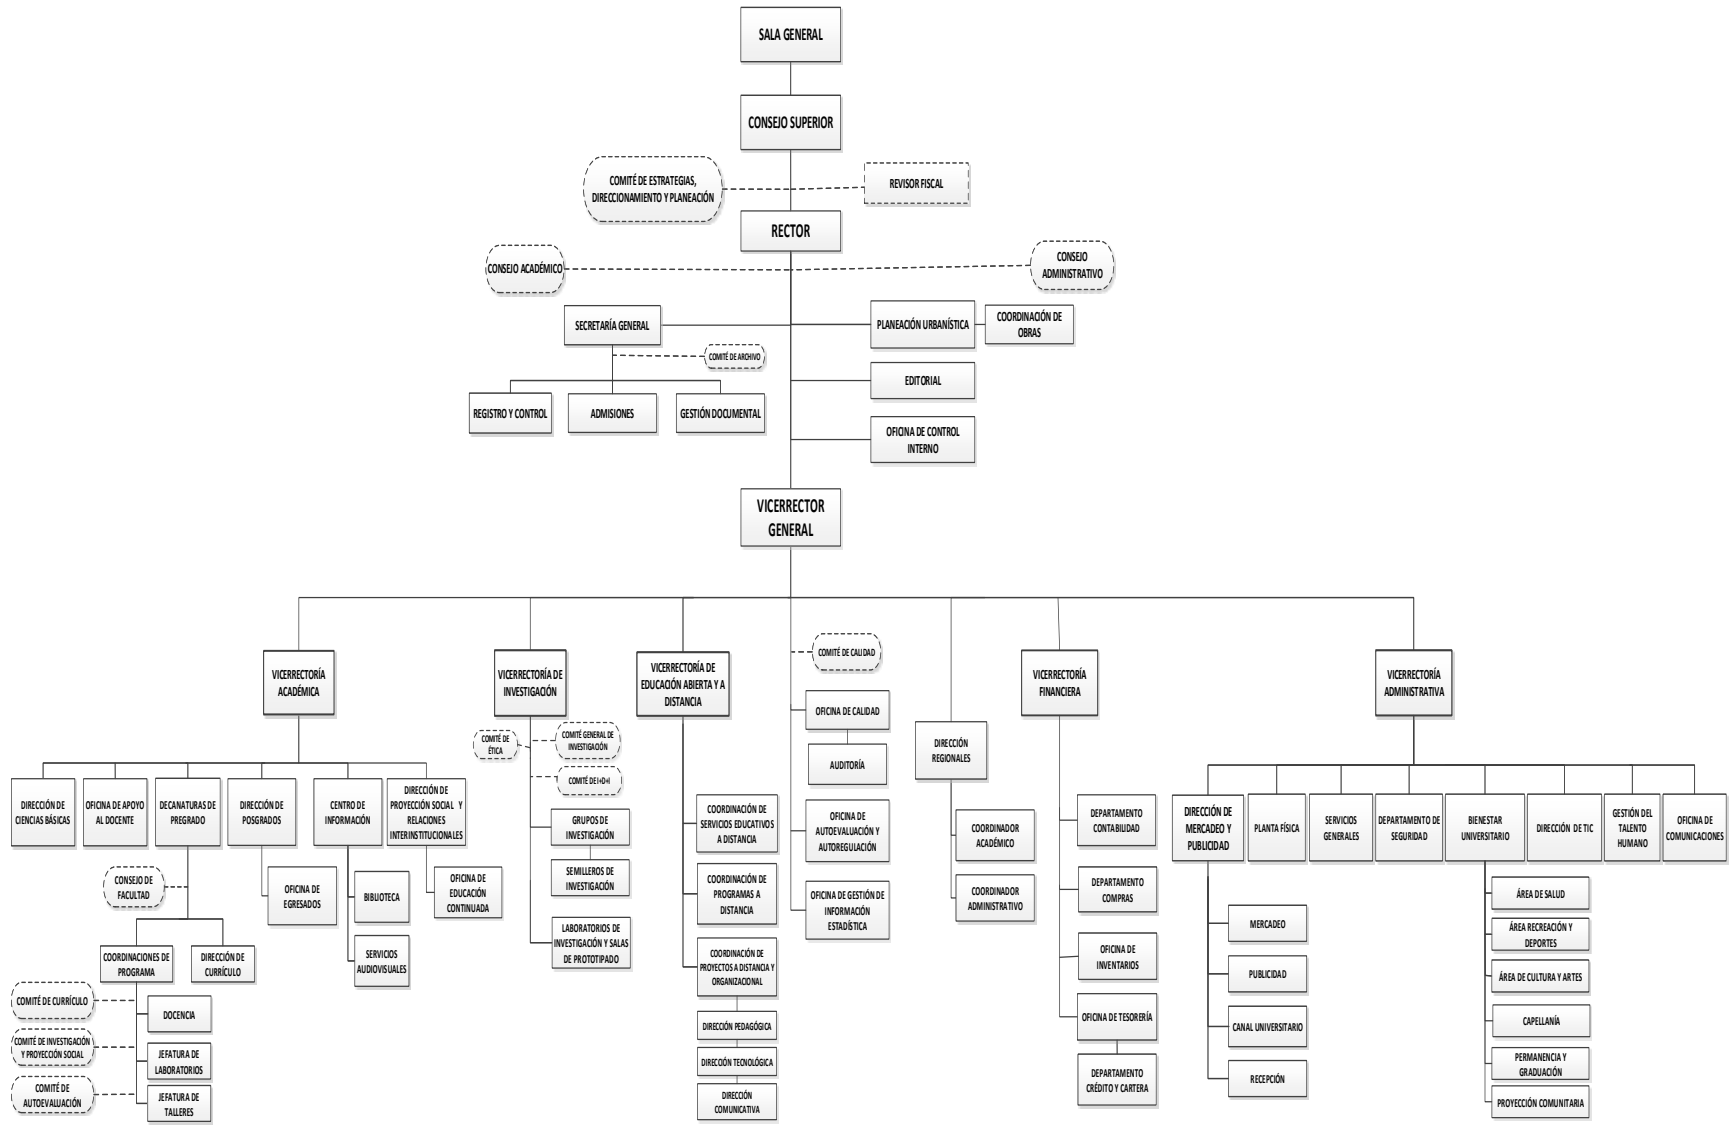 SALA GENERAL
CONSEJO SUPERIOR
COMITÉ DE ESTRATEGIAS,
DIRECCIONAMIENTO Y PLANEACIÓN
REVISOR FISCAL
RECTOR
CONSEJO ACADÉMICO
CONSEJO
ADMINISTRATIVO
SECRETARÍA GENERAL
PLANEACIÓN URBANÍSTICA
COORDINACIÓN DE
OBRAS
COMITÉ DE ARCHIVO
EDITORIAL
REGISTRO Y CONTROL
ADMISIONES
GESTIÓN DOCUMENTAL
OFICINA DE CONTROL
INTERNO
VICERRECTOR
GENERAL
VICERRECTORÍA
ACADÉMICA
VICERRECTORÍA DE
INVESTIGACIÓN
VICERRECTORÍA DE
EDUCACIÓN ABIERTA Y A
DISTANCIA
COMITÉ DE CALIDAD
VICERRECTORÍA
FINANCIERA
VICERRECTORÍA
ADMINISTRATIVA
OFICINA DE CALIDAD
AUDITORÍA
COMITÉ DE
ÉTICA
COMITÉ GENERAL DE
INVESTIGACIÓN
COMITÉ DE I+D+I
DIRECCIÓN
REGIONALES
DIRECCIÓN DE
CIENCIAS BÁSICAS
OFICINA DE APOYO
AL DOCENTE
DECANATURAS DE
PREGRADO
DIRECCIÓN DE
POSGRADOS
CENTRO DE
INFORMACIÓN
DIRECCIÓN DE
PROYECCIÓN SOCIAL Y
RELACIONES
INTERINSTITUCIONALES
GRUPOS DE
INVESTIGACIÓN
SEMILLEROS DE
INVESTIGACIÓN
LABORATORIOS DE
INVESTIGACIÓN Y SALAS
DE PROTOTIPADO
COORDINACIÓN DE
SERVICIOS EDUCATIVOS
A DISTANCIA
COORDINACIÓN DE
PROGRAMAS A
DISTANCIA
COORDINACIÓN DE
PROYECTOS A DISTANCIA Y
ORGANIZACIONAL
DIRECCIÓN PEDAGÓGICA
DIRECCIÓN TECNOLÓGICA
DIRECCIÓN
COMUNICATIVA
OFICINA DE
AUTOEVALUACIÓN Y
AUTOREGULACIÓN
OFICINA DE GESTIÓN DE
INFORMACIÓN
ESTADÍSTICA
COORDINADOR
ACADÉMICO
COORDINADOR
ADMINISTRATIVO
DEPARTAMENTO
CONTABILIDAD
DEPARTAMENTO
COMPRAS
OFICINA DE
INVENTARIOS
OFICINA DE TESORERÍA
DEPARTAMENTO
CRÉDITO Y CARTERA
DIRECCIÓN DE
MERCADEO Y
PUBLICIDAD
PLANTA FÍSICA
SERVICIOS
GENERALES
DEPARTAMENTO DE
SEGURIDAD
BIENESTAR
UNIVERSITARIO
DIRECCIÓN DE TIC
GESTIÓN DEL
TALENTO
HUMANO
OFICINA DE
COMUNICACIONES
MERCADEO
PUBLICIDAD
CANAL UNIVERSITARIO
RECEPCIÓN
ÁREA DE SALUD
ÁREA RECREACIÓN Y
DEPORTES
ÁREA DE CULTURA Y ARTES
CAPELLANÍA
PERMANENCIA Y
GRADUACIÓN
PROYECCIÓN COMUNITARIA
CONSEJO DE
FACULTAD
OFICINA DE
EGRESADOS
BIBLIOTECA
OFICINA DE
EDUCACIÓN
CONTINUADA
SERVICIOS
AUDIOVISUALES
COORDINACIONES DE
PROGRAMA
DIRECCIÓN DE
CURRÍCULO
COMITÉ DE CURRÍCULO
DOCENCIA
COMITÉ DE INVESTIGACIÓN
Y PROYECCIÓN SOCIAL
JEFATURA DE
LABORATORIOS
COMITÉ DE
AUTOEVALUACIÓN
JEFATURA DE
TALLERES